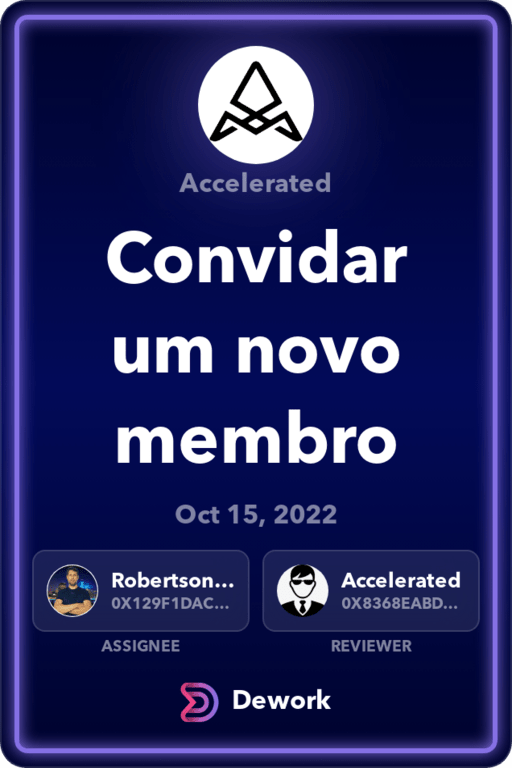 Accelerated
Convidar
um novo
membro
Oct 15, 2022
Robertson...
0X129F1DAC...
Accelerated
0X8368EABD...
ASSIGNEE
REVIEWER
Dework